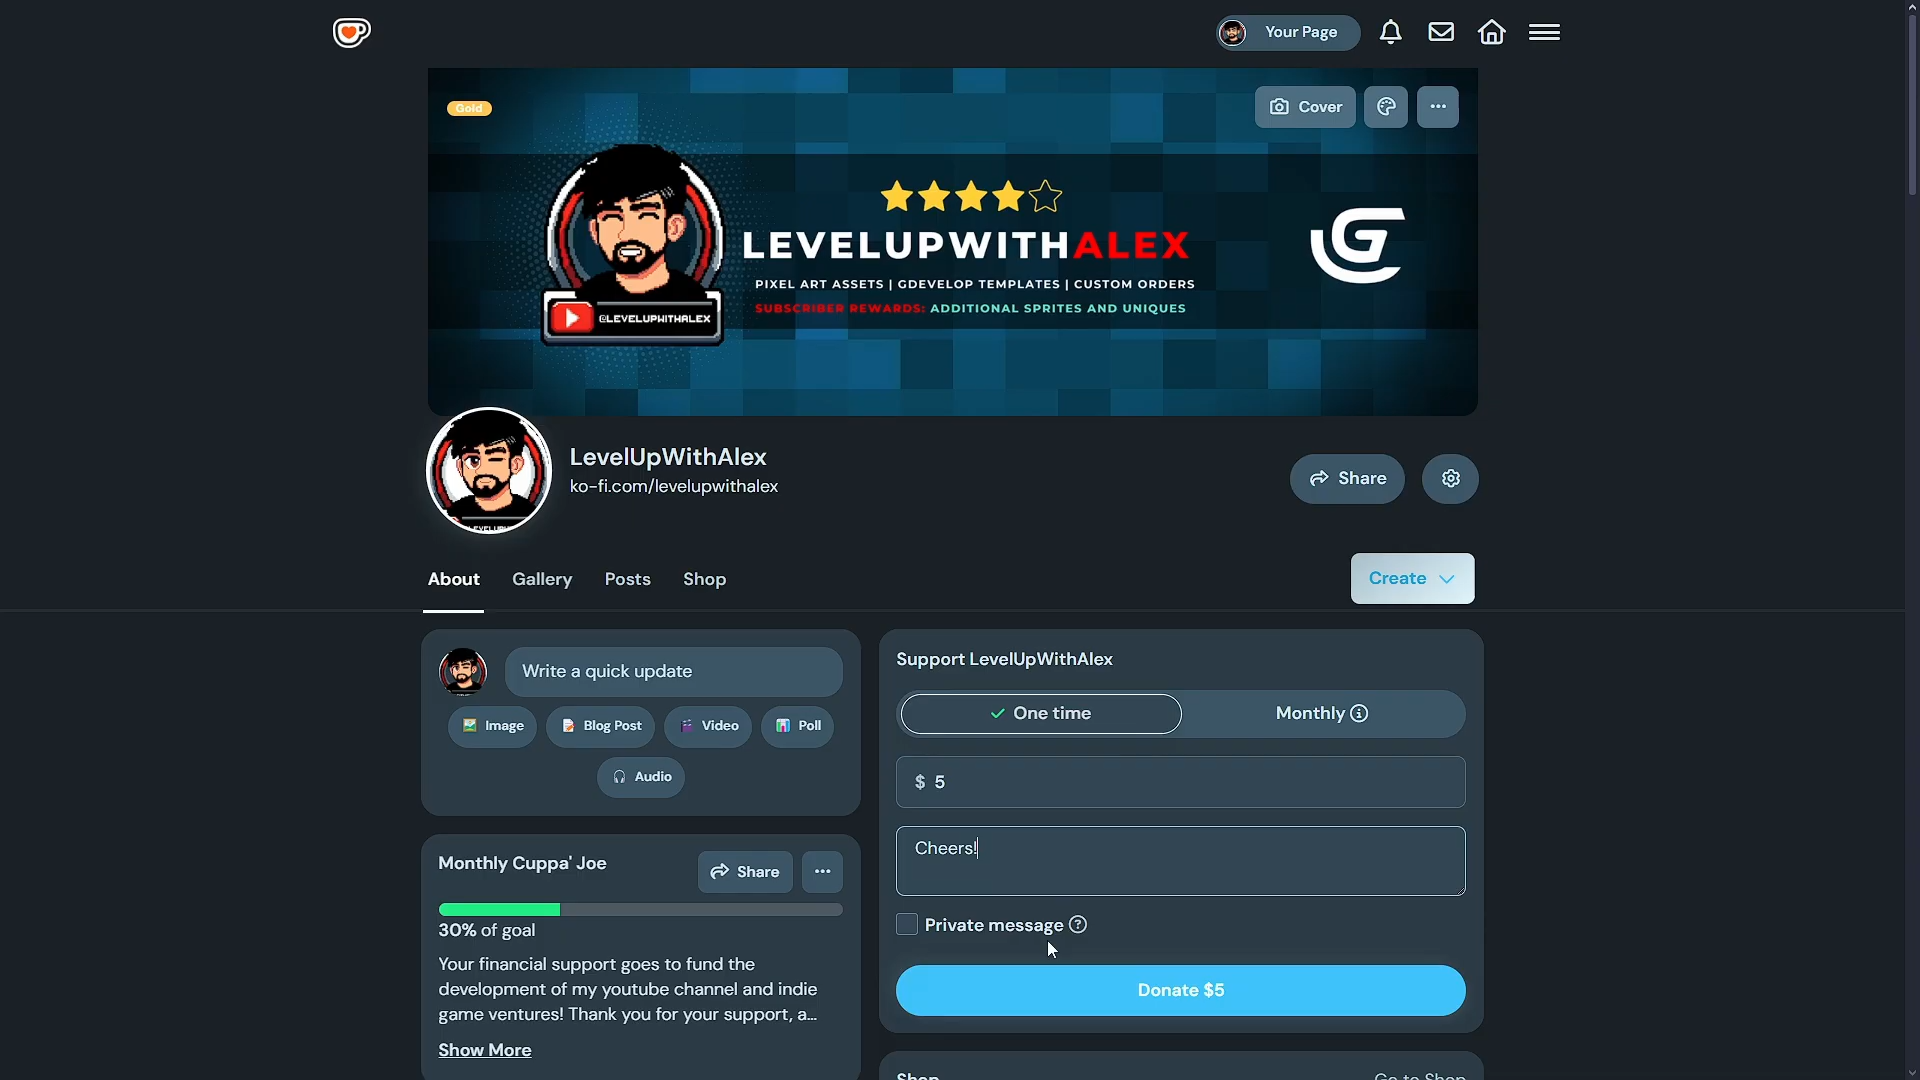 Your Page
Gold
Cover
LEVELUPWITHALEX
PIXEL ART ASSETS | GDEVELOP TEMPLATES | CUSTOM ORDERS
SUBSCRIBER REWARDS: ADDITIONAL SPRITES AND UNIQUES
@LEVELUPWITHALEX
LevelUpWithAlex
ko-fi.com/levelupwithalex
Share
About
Gallery
Posts
Shop
Create
Write a quick update
Image
Blog Post
Video
Poll
Audio
Monthly Cuppa' Joe
Share
30% of goal
Your financial support goes to fund the
development of my youtube channel and indie
game ventures! Thank you for your support, a...
Show More
Support LevelUpWithAlex
One time
Monthly
$ 5
Cheers!
Private message
Donate $5
Shop
Go to Shop